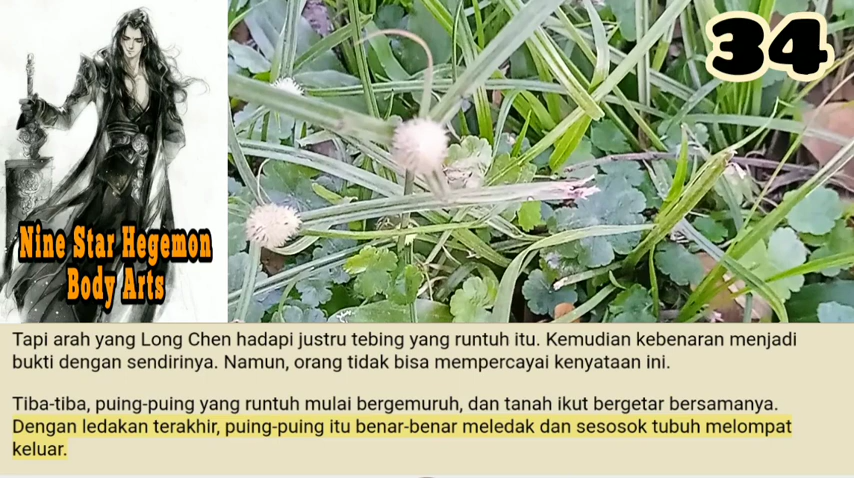 34
Nine Star Hegemon
Body Arts
Tapi arah yang Long Chen hadapi justru tebing yang runtuh itu. Kemudian kebenaran menjadi
bukti dengan sendirinya. Namun, orang tidak bisa mempercayai kenyataan ini.
Tiba-tiba, puing-puing yang runtuh mulai bergemuruh, dan tanah ikut bergetar bersamanya.
Dengan ledakan terakhir, puing-puing itu benar-benar meledak dan sesosok tubuh melompat
keluar.